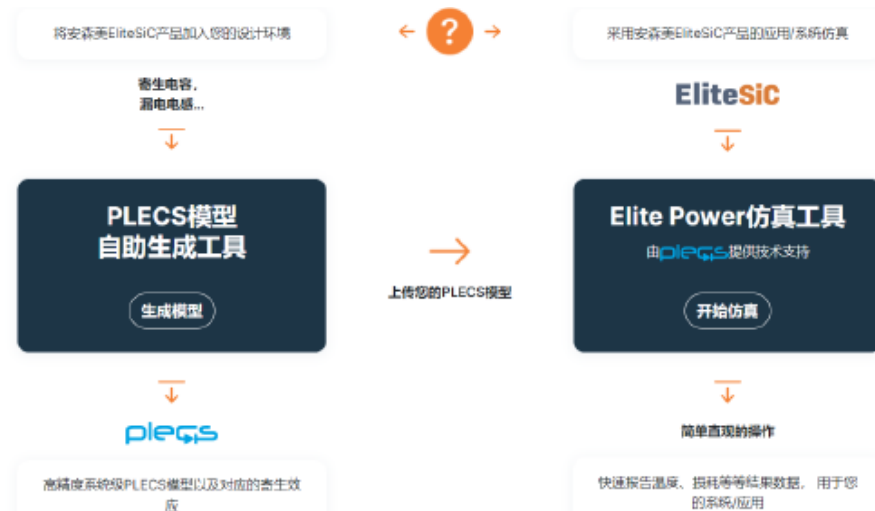 将安森美EliteSiC产品加入您的设计环境
?
采用安森美EliteSiC产品的应用/系统仿真
寄生电容,
漏电电感...
EliteSiC
PLECS模型
自助生成工具
生成模型
上传您的PLECS模型
Elite Power仿真工具
由plecs提供技术支持
开始仿真
plecs
简单直观的操作
高精度系统级PLECS模型以及对应的寄生效
应
快速报告温度、损耗等等结果数据, 用于您
的系统/应用